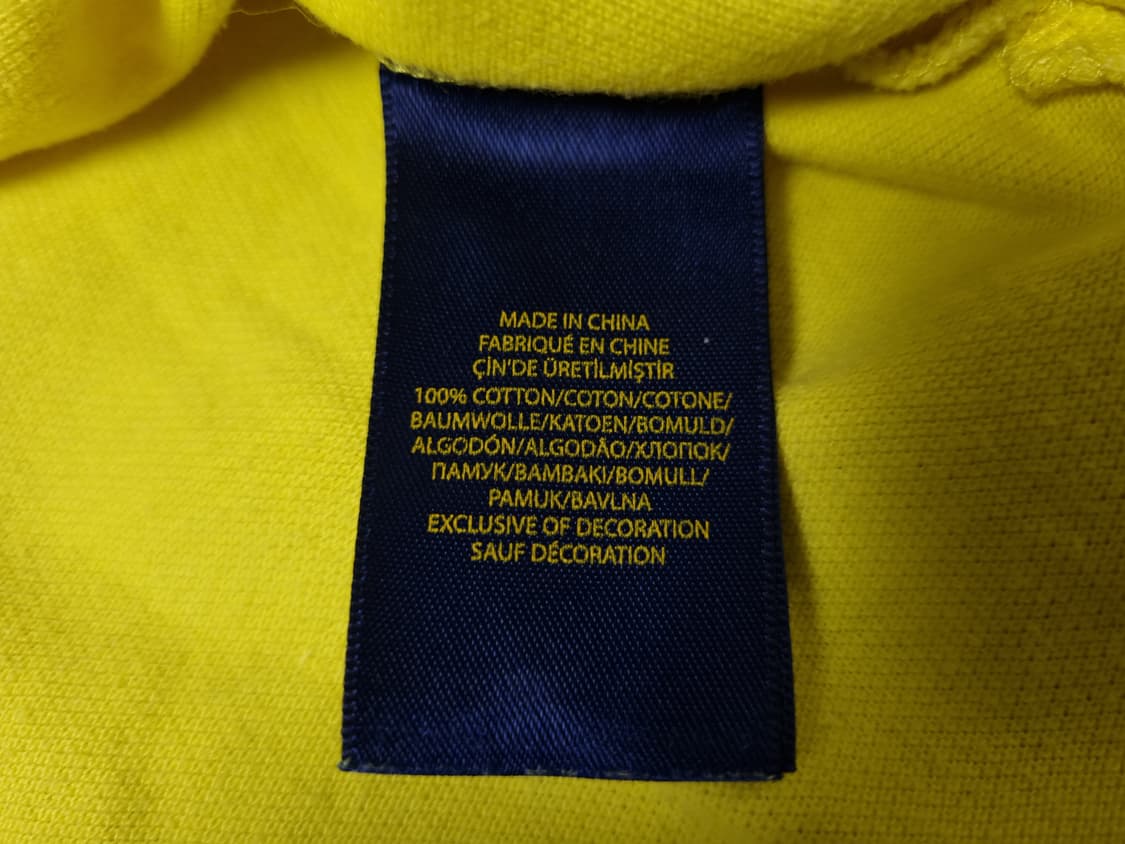 MADE IN CHINA
FABRIQUÉ EN CHINE
ÇİN'DE ÜRETİLMİŞTİR
100% COTTON/COTON/COTONE/
BAUMWOLLE/KATOEN/BOMULD/
ALGODÓN/ALGODÃO/ХЛОПОК/
ПАМУК/ΒΑΜΒΑΚΙ/BOMULL/
PAMUK/BAVLNA
EXCLUSIVE OF DECORATION
SAUF DÉCORATION